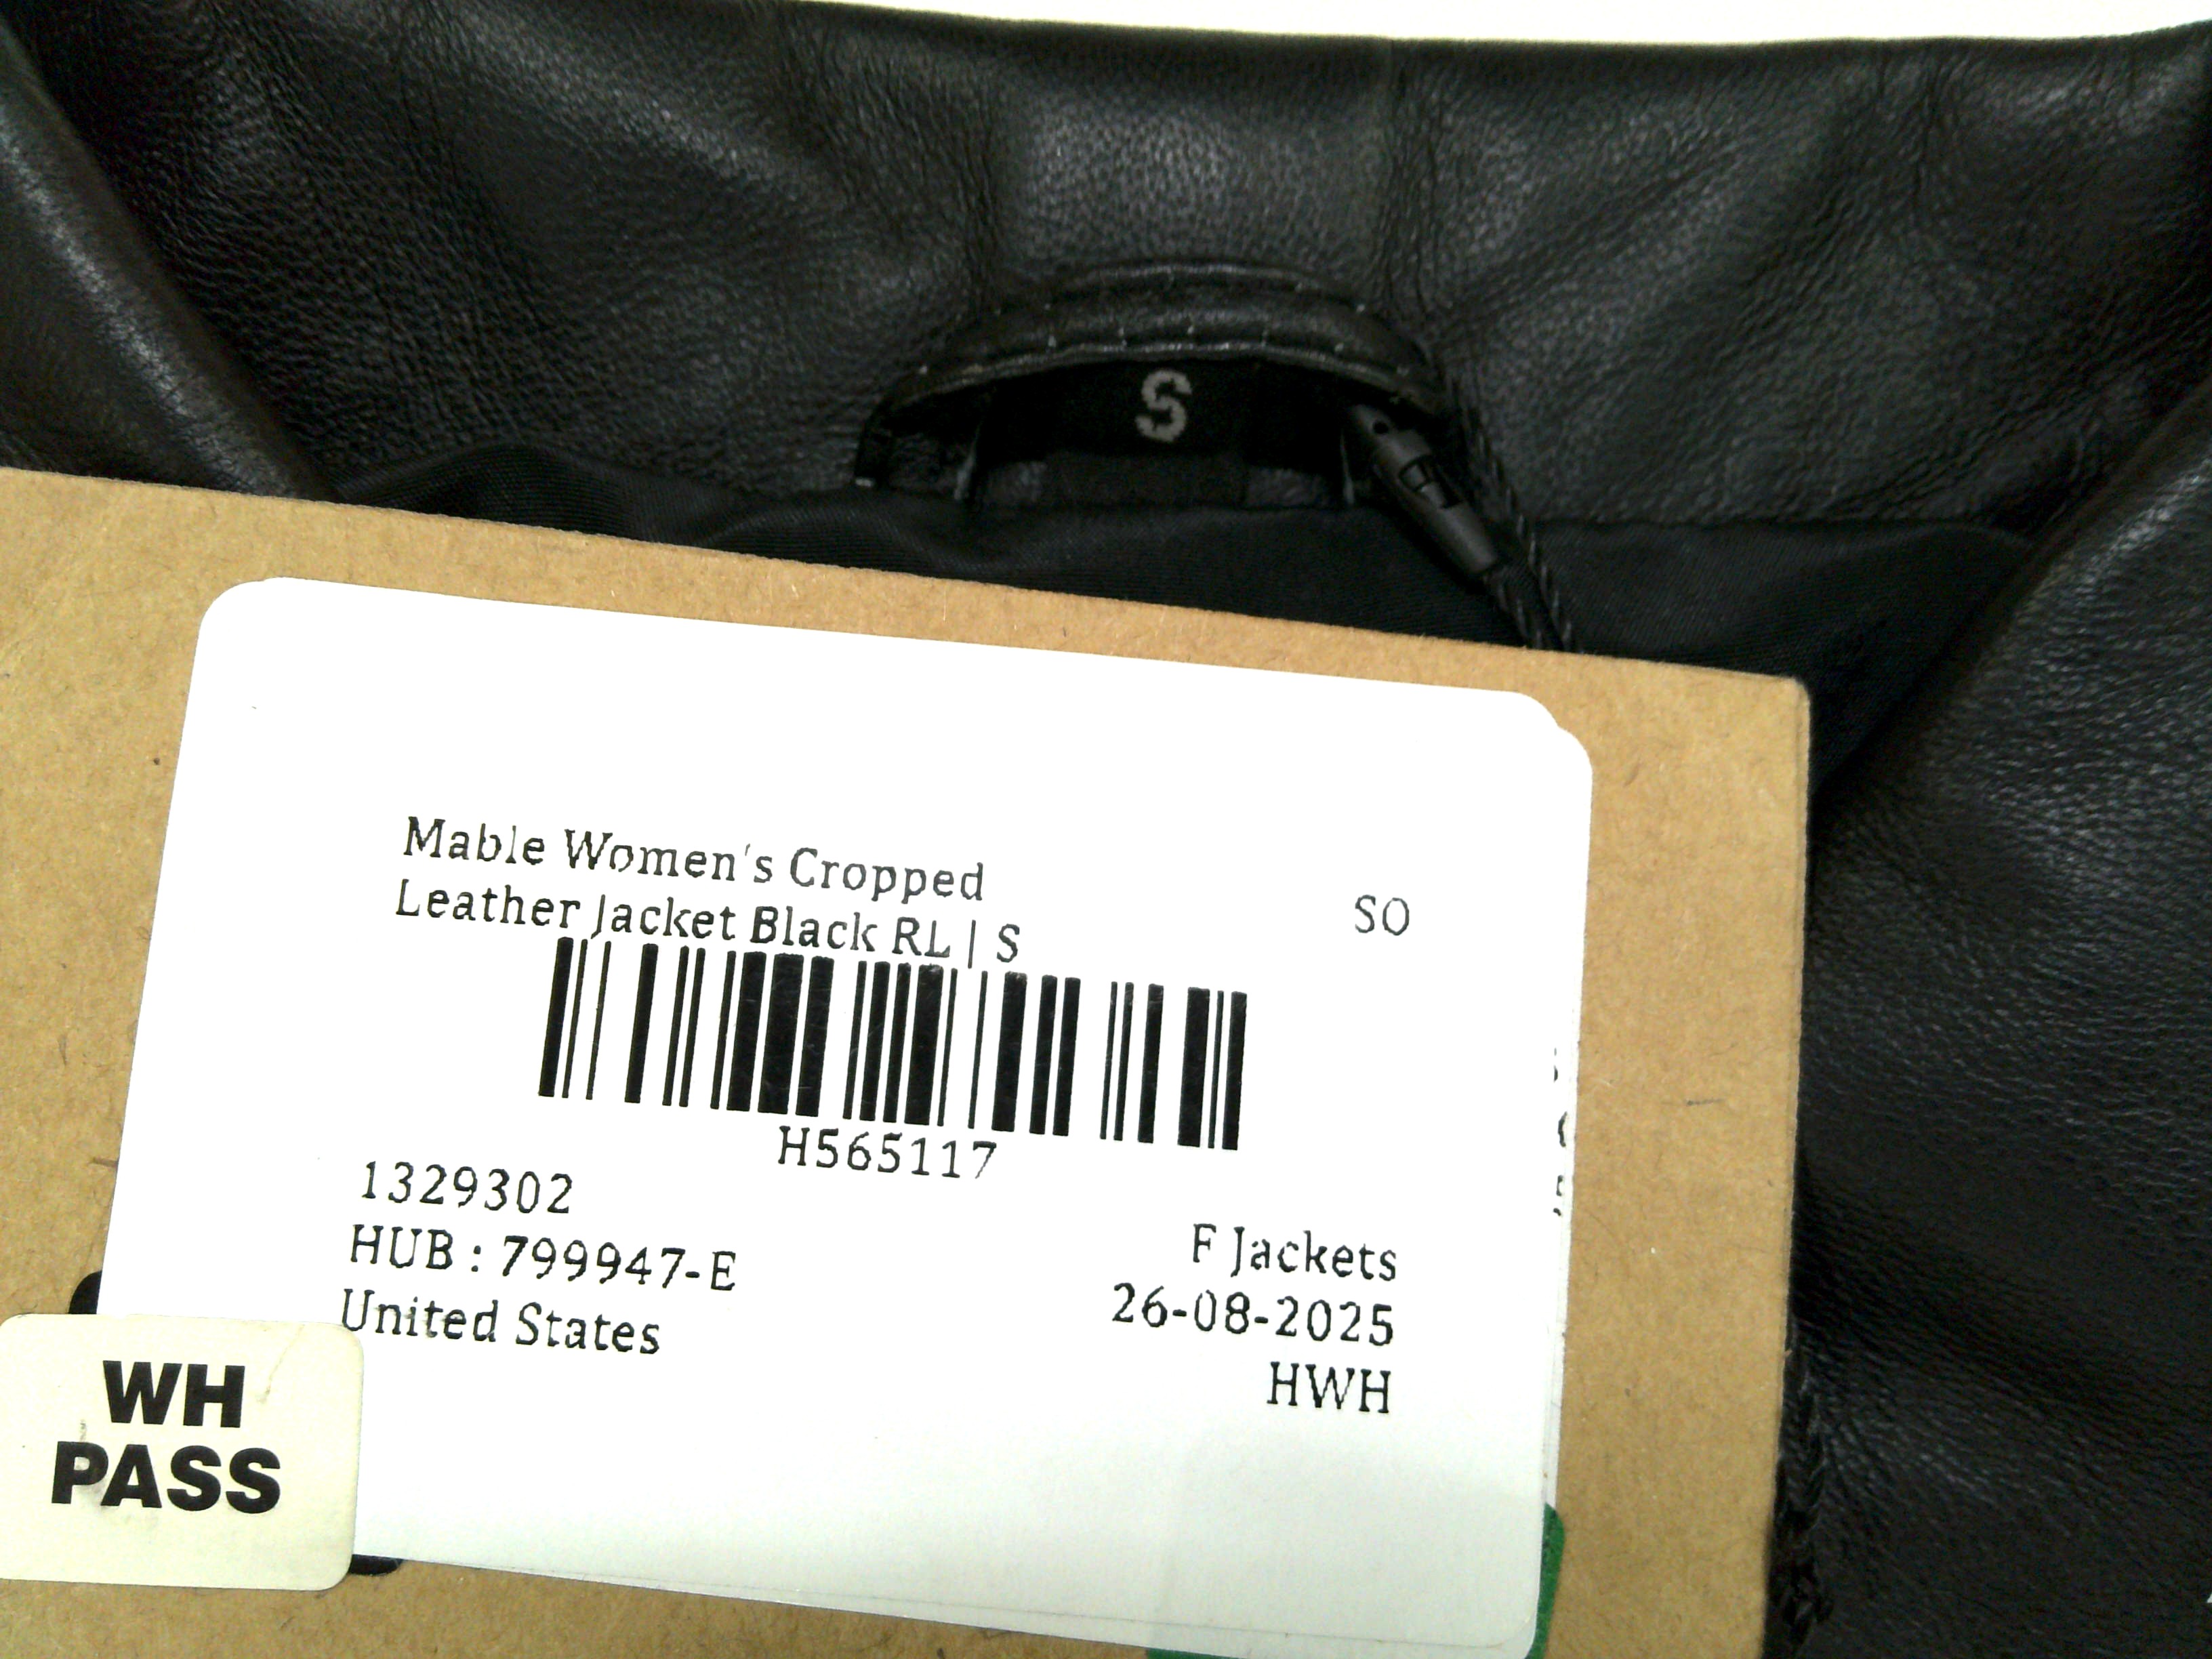 S
Mable Women's Cropped
Leather Jacket Black RL | S
SO
H565117
1329302
HUB : 799947-E
United States
F Jackets
26-08-2025
HWH
WH
PASS